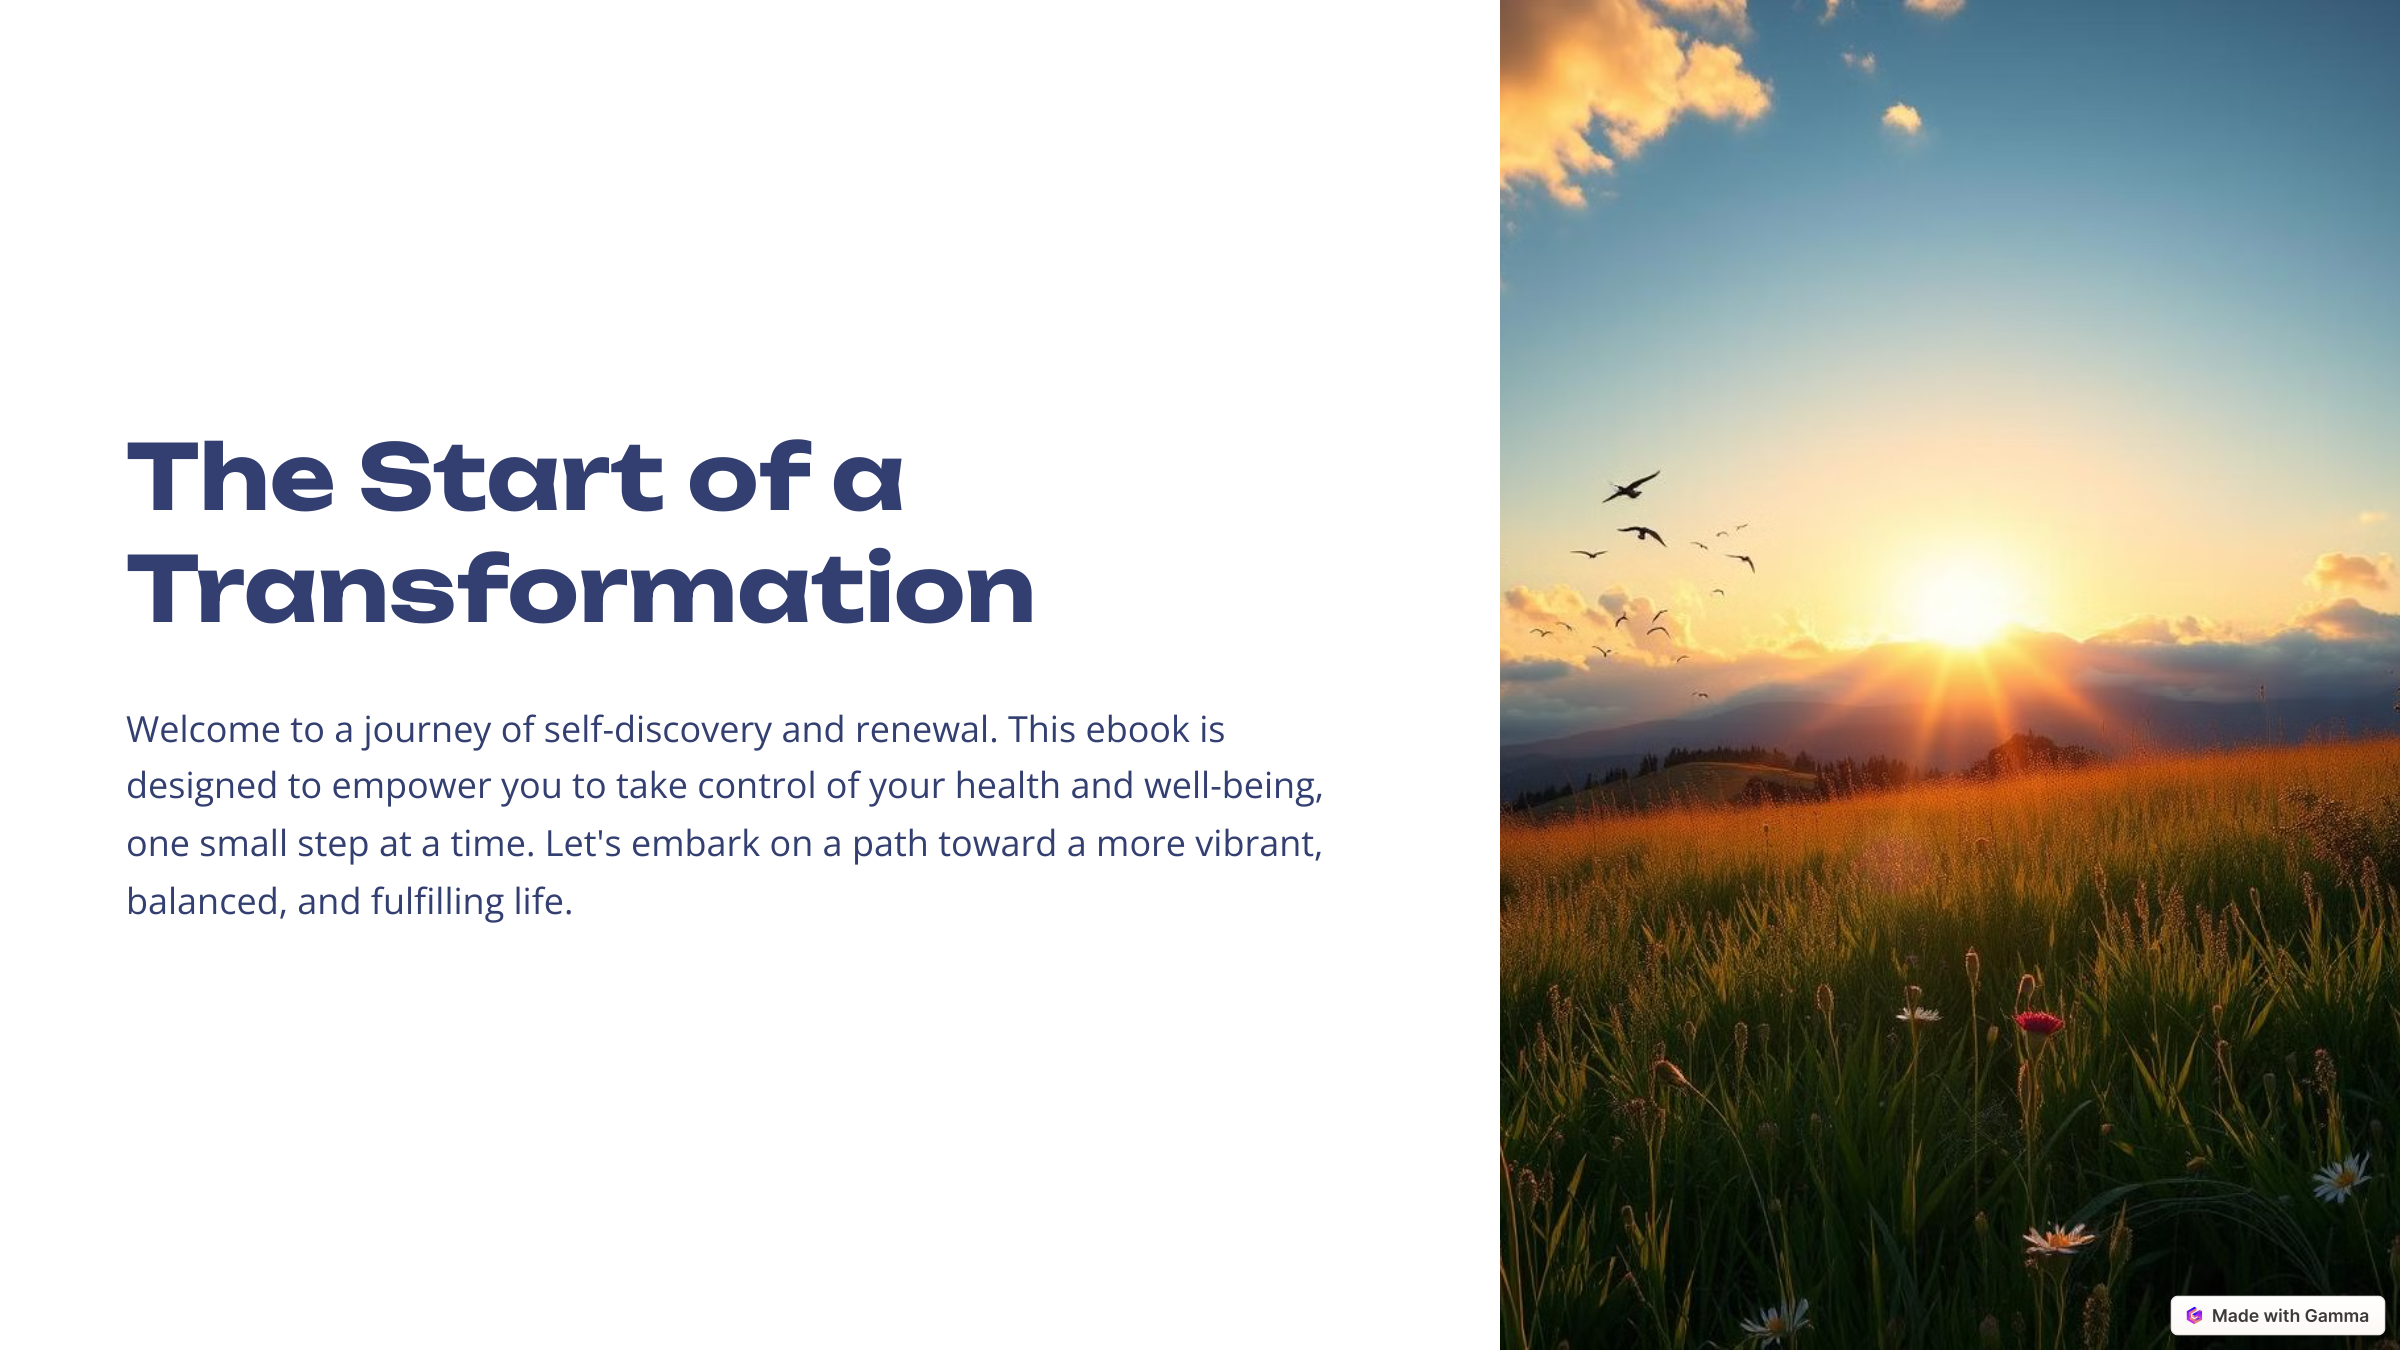 The Start of a
Transformation
Welcome to a journey of self-discovery and renewal. This ebook is
designed to empower you to take control of your health and well-being,
one small step at a time. Let's embark on a path toward a more vibrant,
balanced, and fulfilling life.
Made with Gamma